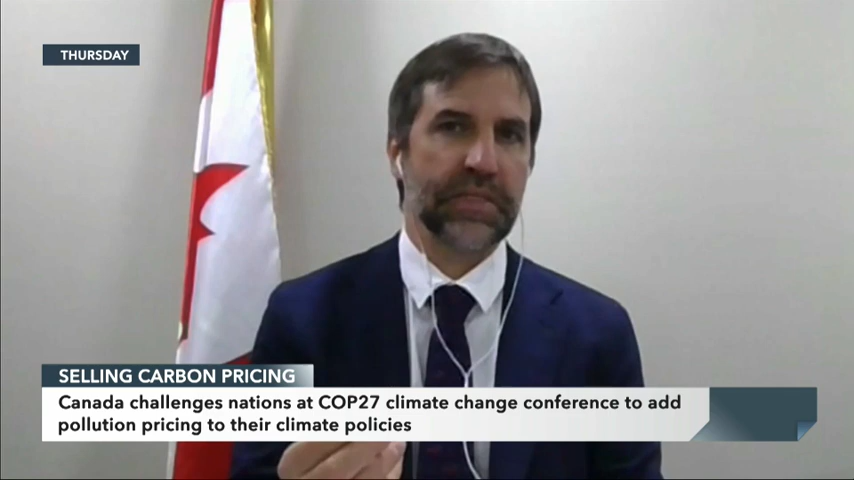 THURSDAY
SELLING CARBON PRICING
Canada challenges nations at COP27 climate change conference to add
pollution pricing to their climate policies